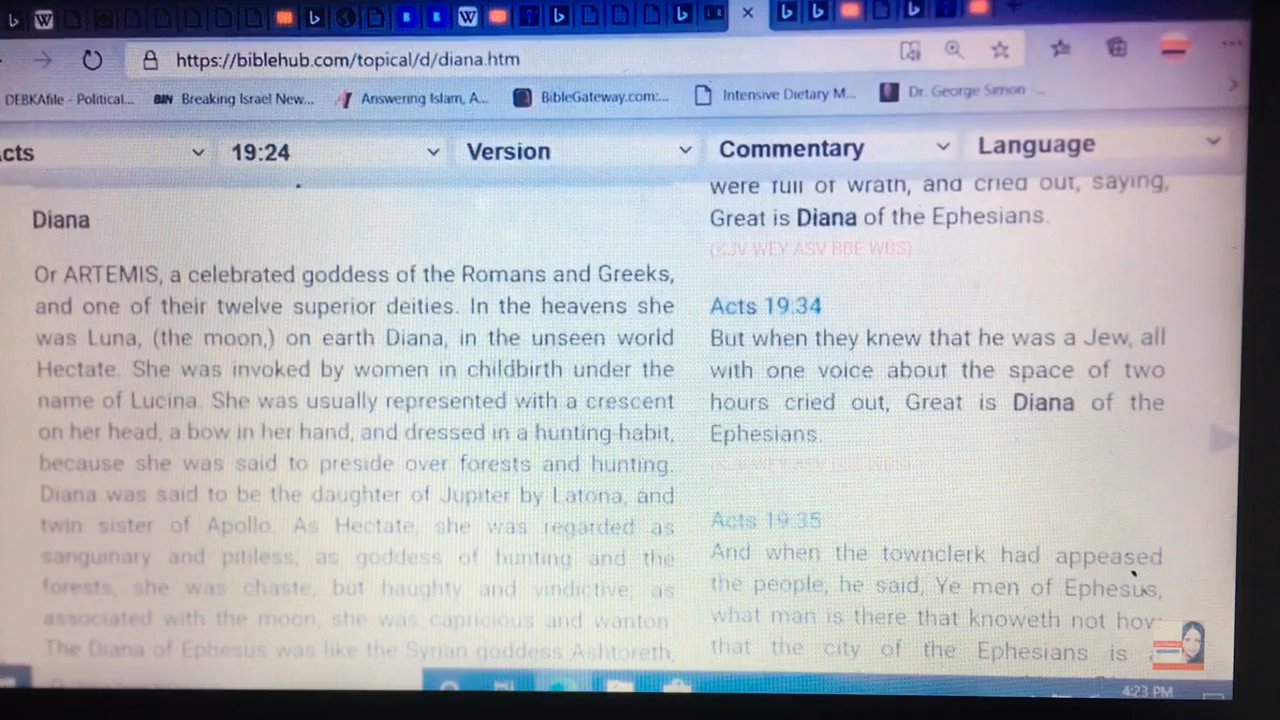 https://biblehub.com/topical/d/diana.htm
DEBKAfile - Political... BIN Breaking Israel New... Answering Islam, A... BibleGateway.com:... Intensive Dietary M... Dr. George Simon -...
cts 19:24 Version Commentary Language
Diana
Or ARTEMIS, a celebrated goddess of the Romans and Greeks,
and one of their twelve superior deities. In the heavens she
was Luna, (the moon,) on earth Diana, in the unseen world
Hectate. She was invoked by women in childbirth under the
name of Lucina. She was usually represented with a crescent
on her head, a bow in her hand, and dressed in a hunting-habit,
because she was said to preside over forests and hunting.
Diana was said to be the daughter of Jupiter by Latona, and
twin sister of Apollo. As Hectate, she was regarded as
sanguinary and pitiless; as goddess of hunting and the
forests, she was chaste, but haughty and vindictive; as
associated with the moon, she was capricious and wanton.
The Diana of Ephesus was like the Syrian goddess Ashtoreth,
were full of wrath, and cried out, saying,
Great is Diana of the Ephesians.
(KJV WEY ASV BBE WBS)
Acts 19:34
But when they knew that he was a Jew, all
with one voice about the space of two
hours cried out, Great is Diana of the
Ephesians.
Acts 19:35
And when the townclerk had appeased
the people, he said, Ye men of Ephesus,
what man is there that knoweth not how
that the city of the Ephesians is
4:23 PM